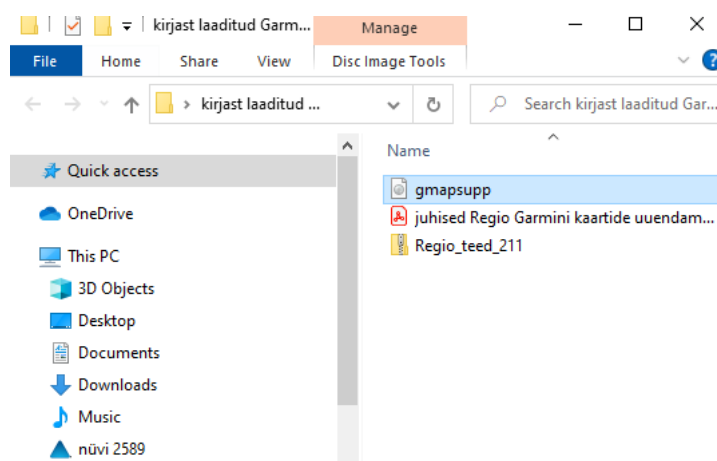 kirjast laaditud Garm...
Manage
File
Home
Share
View
Disc Image Tools
kirjast laaditud ...
Search kirjast laaditud Gar...
Quick access
OneDrive
This PC
3D Objects
Desktop
Documents
Downloads
Music
nüvi 2589
Name
gmapsupp
juhised Regio Garmini kaartide uuendam...
Regio_teed_211